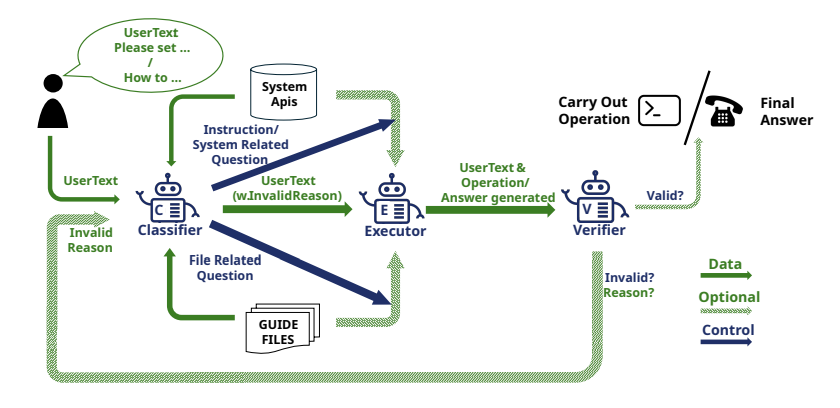 UserText
Please set ...
/
How to ...
System
Apis
Carry Out
Operation
Final
Answer
Instruction/
System Related
Question
UserText
UserText
(w.InvalidReason)
UserText &
Operation/
Answer generated
Valid?
C
E
V
Classifier
Executor
Verifier
Invalid
Reason
File Related
Question
Invalid?
Reason?
Data
Optional
Control
GUIDE
FILES